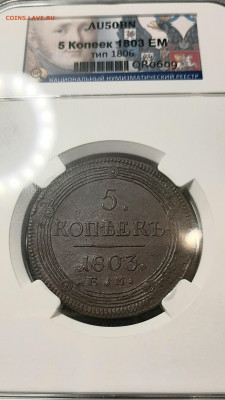 COINS.LAVE.RU
AU50BN
5 Копеек 1803 ЕМ
тип 1806
НАЦИОНАЛЬНЫЙ НУМИЗМАТИЧЕСКИЙ РЕЕСТР
5.
КОПѢЕКЪ
1803.
Е.М.